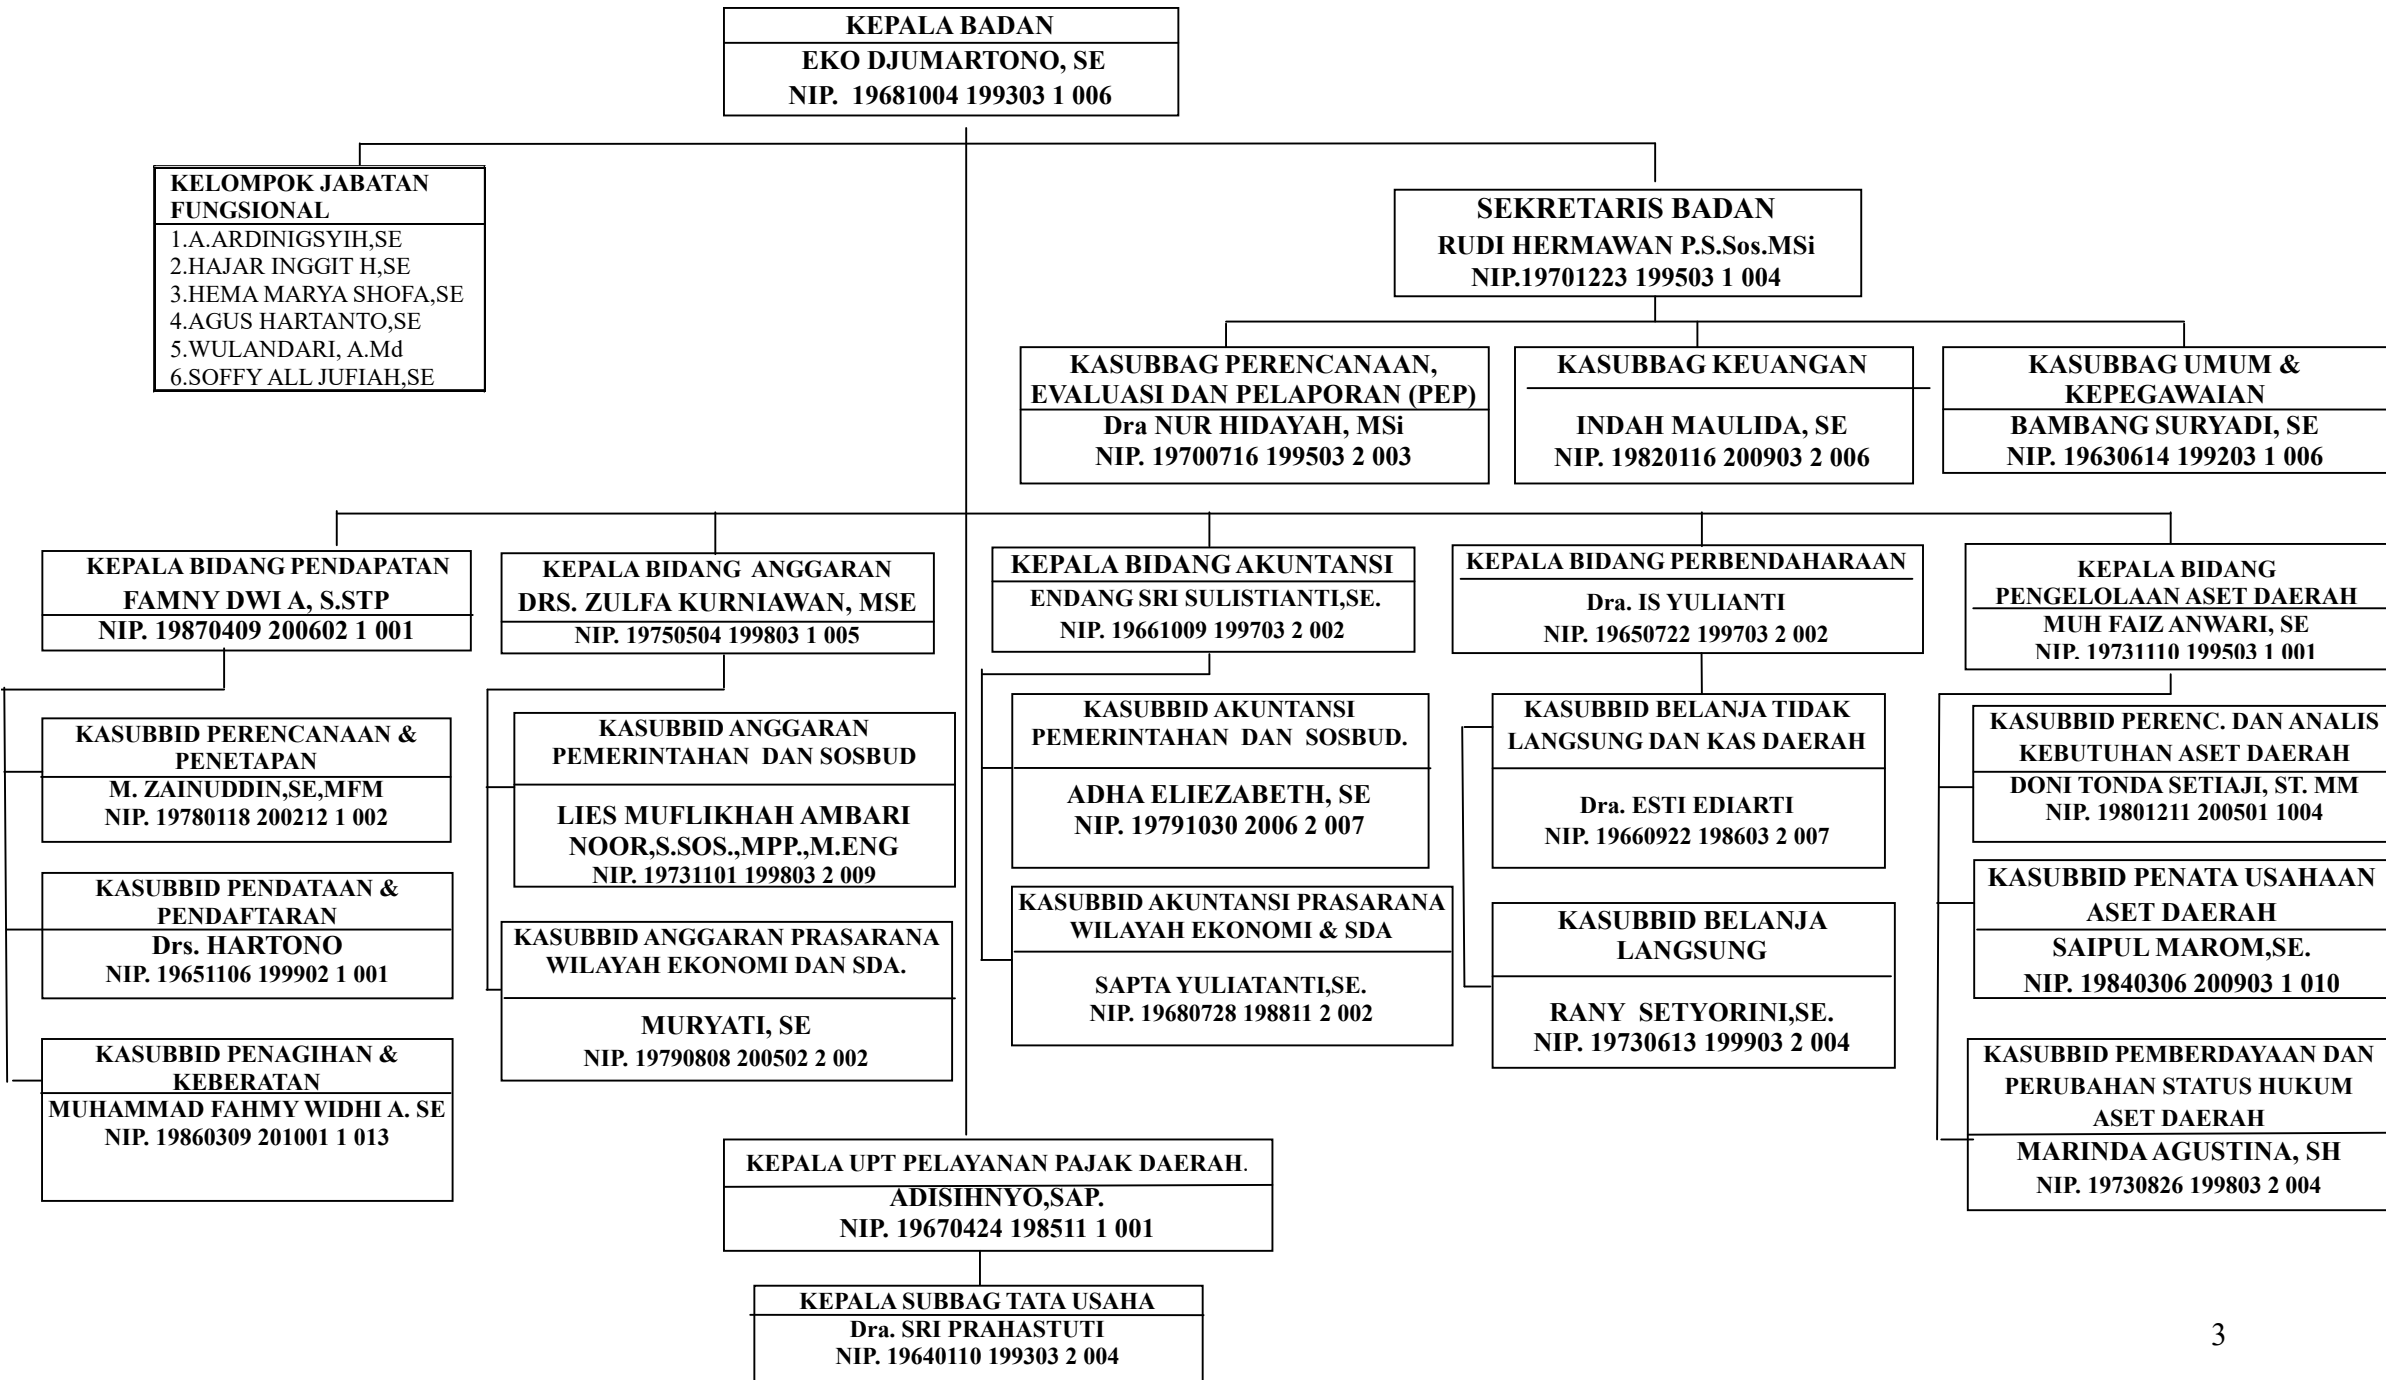 KEPALA BADAN
EKO DJUMARTONO, SE
NIP. 19681004 199303 1 006
KELOMPOK JABATAN
FUNGSIONAL
1.A.ARDINIGSYIH,SE
2.HAJAR INGGIT H,SE
3.HEMA MARYA SHOFA,SE
4.AGUS HARTANTO,SE
5.WULANDARI, A.Md
6.SOFFY ALL JUFIAH,SE
SEKRETARIS BADAN
RUDI HERMAWAN P.S.Sos.MSi
NIP.19701223 199503 1 004
KASUBBAG PERENCANAAN,
EVALUASI DAN PELAPORAN (PEP)
Dra NUR HIDAYAH, MSi
NIP. 19700716 199503 2 003
KASUBBAG KEUANGAN
INDAH MAULIDA, SE
NIP. 19820116 200903 2 006
KASUBBAG UMUM &
KEPEGAWAIAN
BAMBANG SURYADI, SE
NIP. 19630614 199203 1 006
KEPALA BIDANG PENDAPATAN
FAMNY DWI A, S.STP
NIP. 19870409 200602 1 001
KEPALA BIDANG ANGGARAN
DRS. ZULFA KURNIAWAN, MSE
NIP. 19750504 199803 1 005
KEPALA BIDANG AKUNTANSI
ENDANG SRI SULISTIANTI,SE.
NIP. 19661009 199703 2 002
KEPALA BIDANG PERBENDAHARAAN
Dra. IS YULIANTI
NIP. 19650722 199703 2 002
KEPALA BIDANG
PENGELOLAAN ASET DAERAH
MUH FAIZ ANWARI, SE
NIP. 19731110 199503 1 001
KASUBBID PERENCANAAN &
PENETAPAN
M. ZAINUDDIN,SE,MFM
NIP. 19780118 200212 1 002
KASUBBID PENDATAAN &
PENDAFTARAN
Drs. HARTONO
NIP. 19651106 199902 1 001
KASUBBID PENAGIHAN &
KEBERATAN
MUHAMMAD FAHMY WIDHI A. SE
NIP. 19860309 201001 1 013
KASUBBID ANGGARAN
PEMERINTAHAN DAN SOSBUD
LIES MUFLIKHAH AMBARI
NOOR,S.SOS.,MPP.,M.ENG
NIP. 19731101 199803 2 009
KASUBBID ANGGARAN PRASARANA
WILAYAH EKONOMI DAN SDA.
MURYATI, SE
NIP. 19790808 200502 2 002
KASUBBID AKUNTANSI
PEMERINTAHAN DAN SOSBUD.
ADHA ELIEZABETH, SE
NIP. 19791030 2006 2 007
KASUBBID AKUNTANSI PRASARANA
WILAYAH EKONOMI & SDA
SAPTA YULIATANTI,SE.
NIP. 19680728 198811 2 002
KASUBBID BELANJA TIDAK
LANGSUNG DAN KAS DAERAH
Dra. ESTI EDIARTI
NIP. 19660922 198603 2 007
KASUBBID BELANJA
LANGSUNG
RANY SETYORINI,SE.
NIP. 19730613 199903 2 004
KASUBBID PERENC. DAN ANALIS
KEBUTUHAN ASET DAERAH
DONI TONDA SETIAJI, ST. MM
NIP. 19801211 200501 1004
KASUBBID PENATA USAHAAN
ASET DAERAH
SAIPUL MAROM,SE.
NIP. 19840306 200903 1 010
KASUBBID PEMBERDAYAAN DAN
PERUBAHAN STATUS HUKUM
ASET DAERAH
MARINDA AGUSTINA, SH
NIP. 19730826 199803 2 004
KEPALA UPT PELAYANAN PAJAK DAERAH.
ADISIHNYO,SAP.
NIP. 19670424 198511 1 001
KEPALA SUBBAG TATA USAHA
Dra. SRI PRAHASTUTI
NIP. 19640110 199303 2 004
3